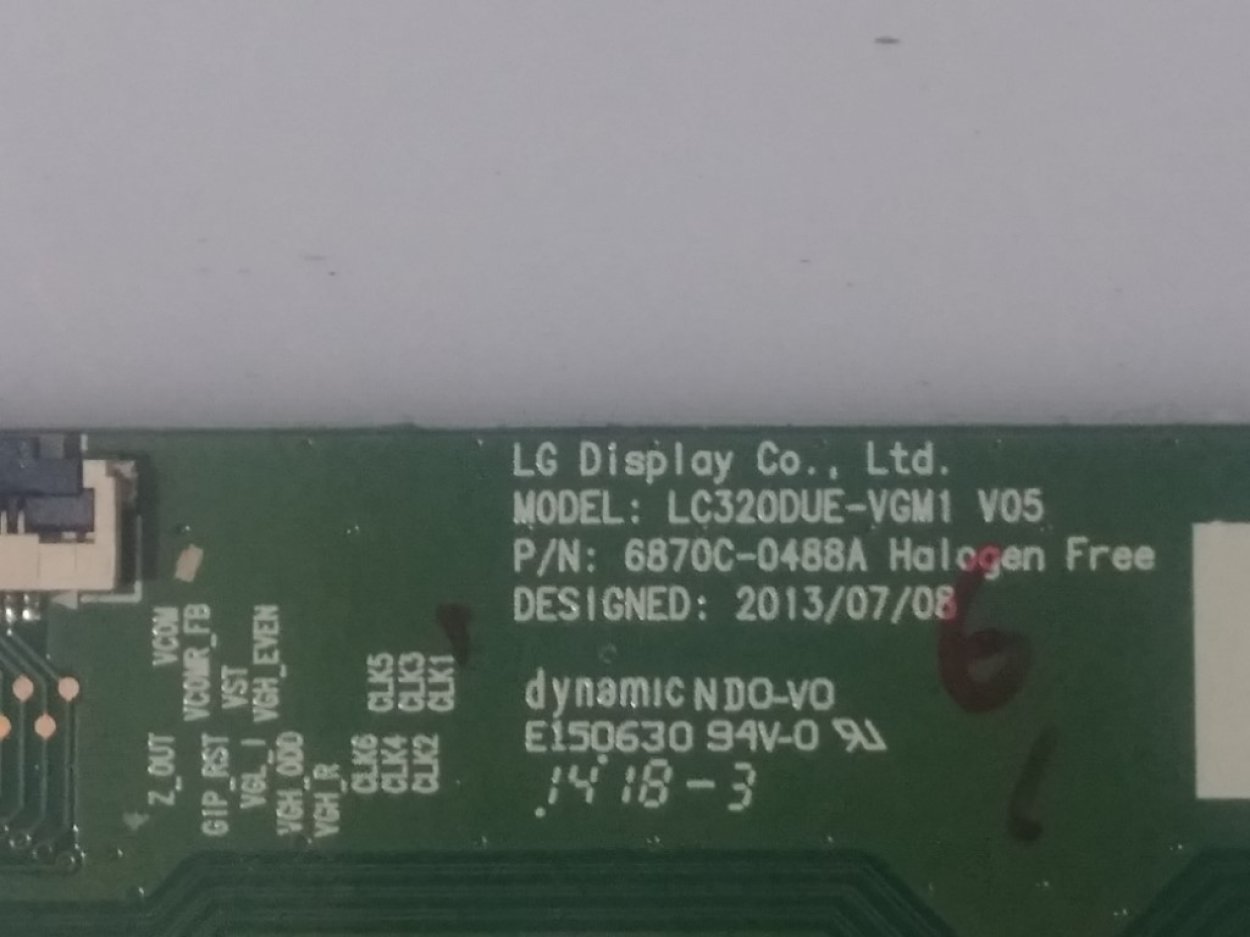 LG Display Co., Ltd.
MODEL: LC320DUE-VGM1 V05
P/N: 6870C-0488A Halogen Free
DESIGNED: 2013/07/08
dynamic NDO-VO
E150630 94V-0
1418-3
6
Z_OUT VCOM
GIP_RST VCOMR_FB
VGL_I VST
VGH_ODD VGH_EVEN
VGH_R
CLK6 CLK5
CLK4 CLK3
CLK2 CLK1